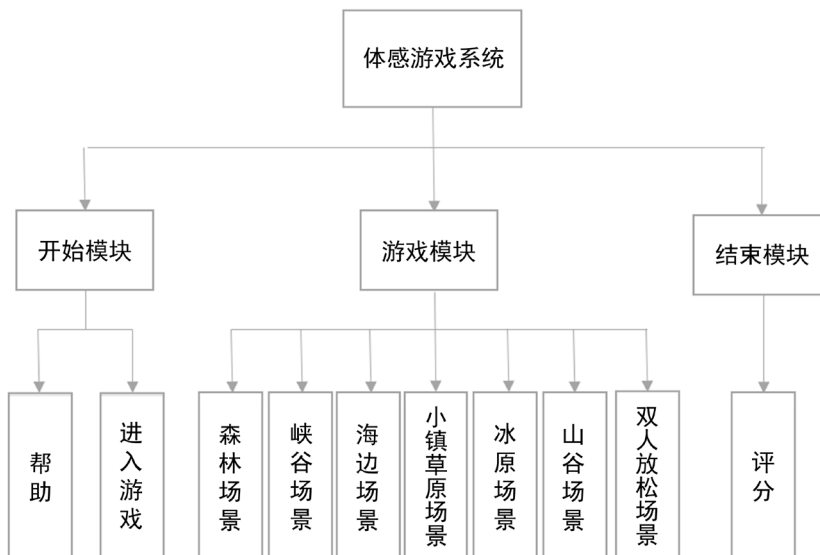 体感游戏系统
开始模块
游戏模块
结束模块
帮助
进入游戏
森林场景
峡谷场景
海边场景
小镇草原场景
冰原场景
山谷场景
双人放松场景
评分